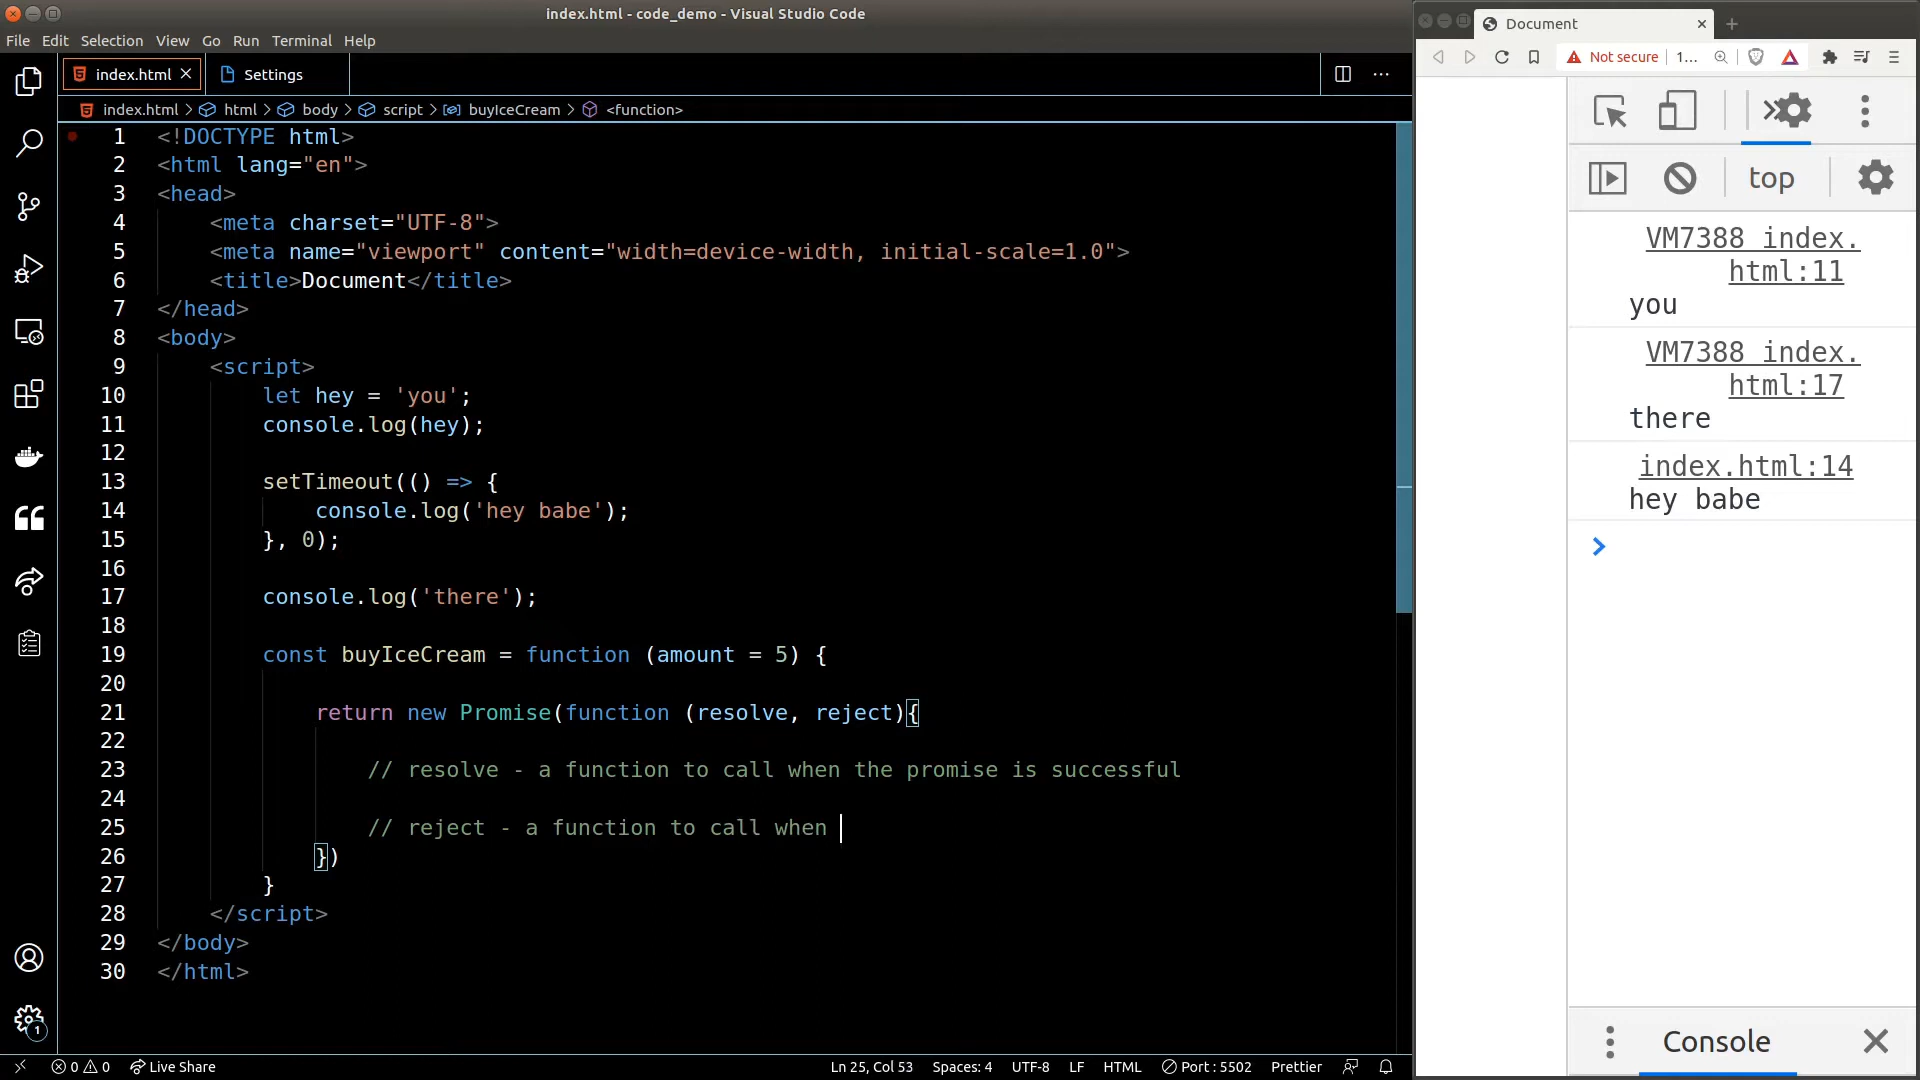 index.html - code_demo - Visual Studio Code
File Edit Selection View Go Run Terminal Help
index.html Settings
index.html > html > body > script > buyIceCream > <function>
1 <!DOCTYPE html>
2 <html lang="en">
3 <head>
4 <meta charset="UTF-8">
5 <meta name="viewport" content="width=device-width, initial-scale=1.0">
6 <title>Document</title>
7 </head>
8 <body>
9 <script>
10 let hey = 'you';
11 console.log(hey);
12
13 setTimeout(() => {
14 console.log('hey babe');
15 }, 0);
16
17 console.log('there');
18
19 const buyIceCream = function (amount = 5) {
20
21 return new Promise(function (resolve, reject){
22
23 // resolve - a function to call when the promise is successful
24
25 // reject - a function to call when
26 })
27 }
28 </script>
29 </body>
30 </html>
1
0 0 Live Share Ln 25, Col 53 Spaces: 4 UTF-8 LF HTML Port : 5502 Prettier
Document
Not secure 1...
top
VM7388 index.
html:11
you
VM7388 index.
html:17
there
index.html:14
hey babe
Console